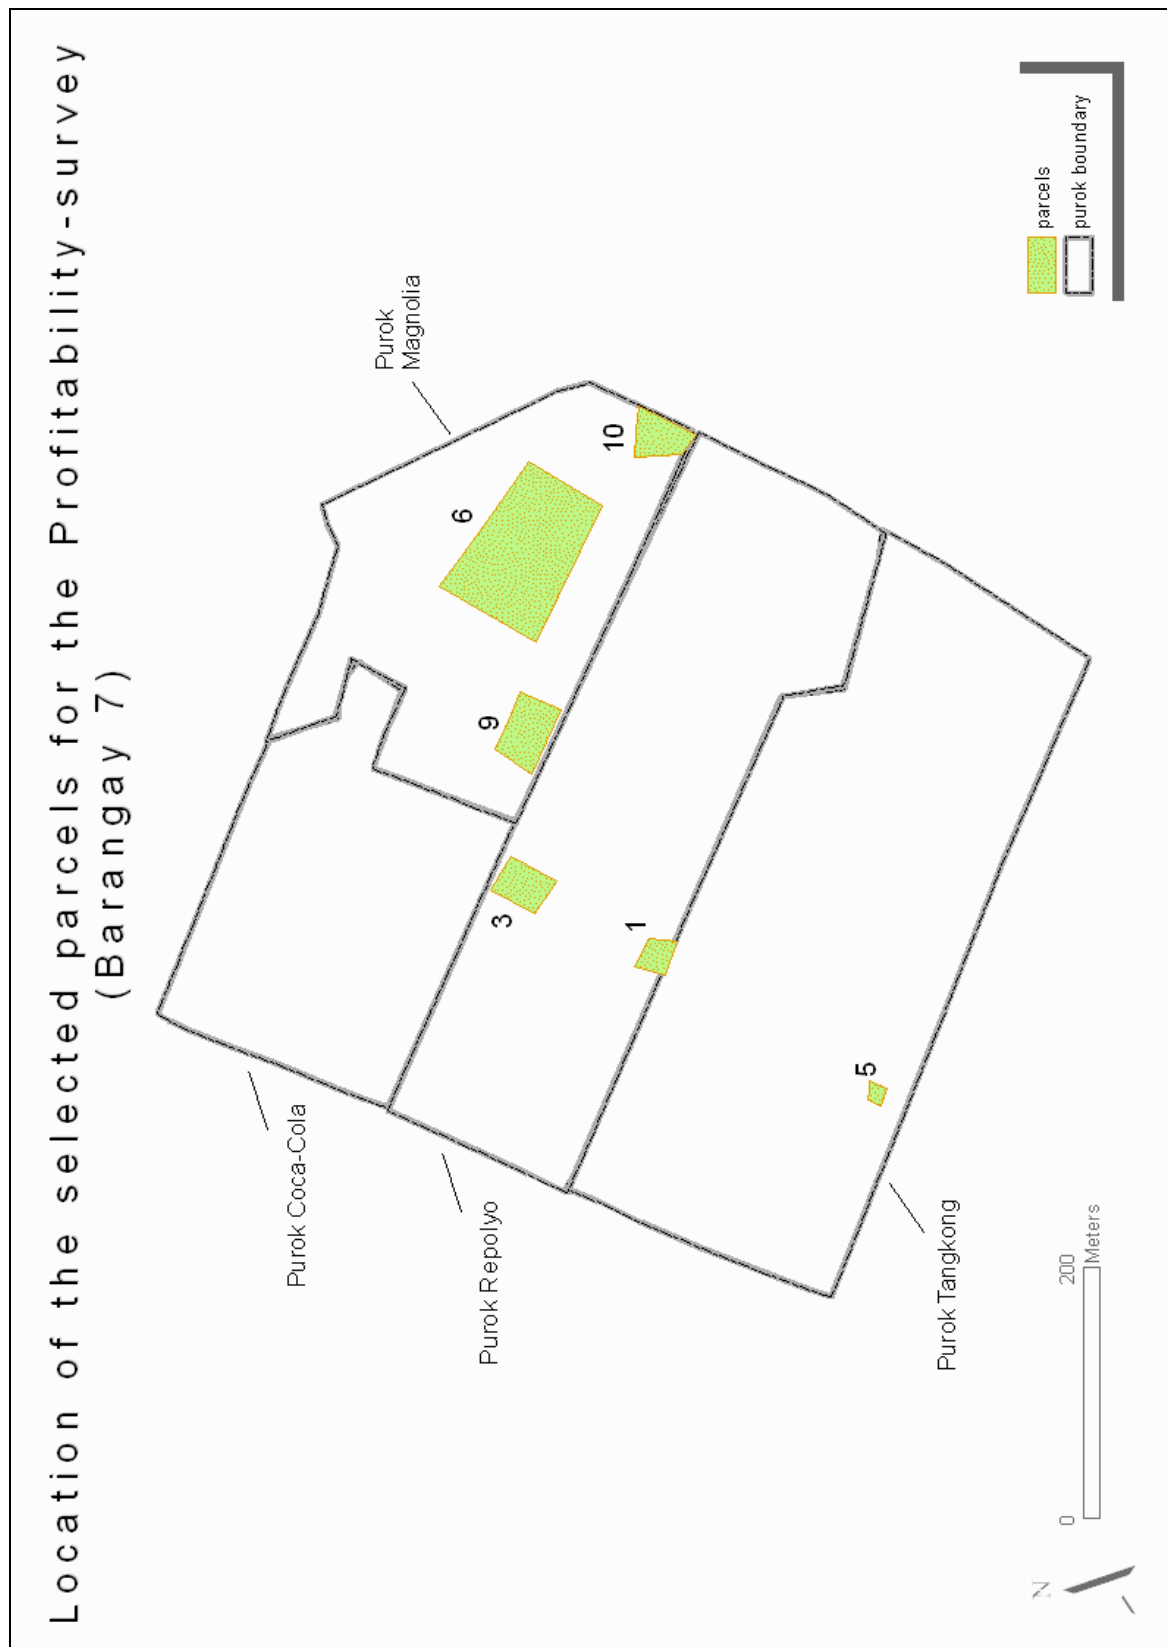 Location of the selected parcels for the Profitability-survey
(Barangay 7)
Purok Coca-Cola
Purok
Magnolia
Purok Repolyo
Purok Tangkong
3
9
6
10
1
5
parcels
purok boundary
N
0
200
Meters